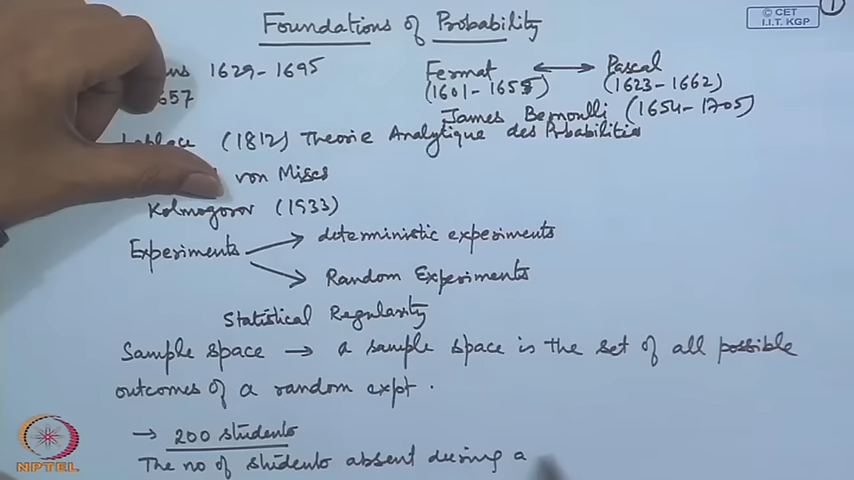 Foundations of Probability
© CET
I.I.T. KGP
1
1629-1695
Fermat ⟷ Pascal
1657
(1601-1655) (1623-1662)
James Bernoulli (1654-1705)
Laplace (1812) Theorie Analytique des Probabilities
von Mises
Kolmogorov (1933)
Experiments → deterministic experiments
→ Random Experiments
Statistical Regularity
Sample space → a sample space is the set of all possible
outcomes of a random expt.
→ 200 students
The no of students absent during a
NPTEL